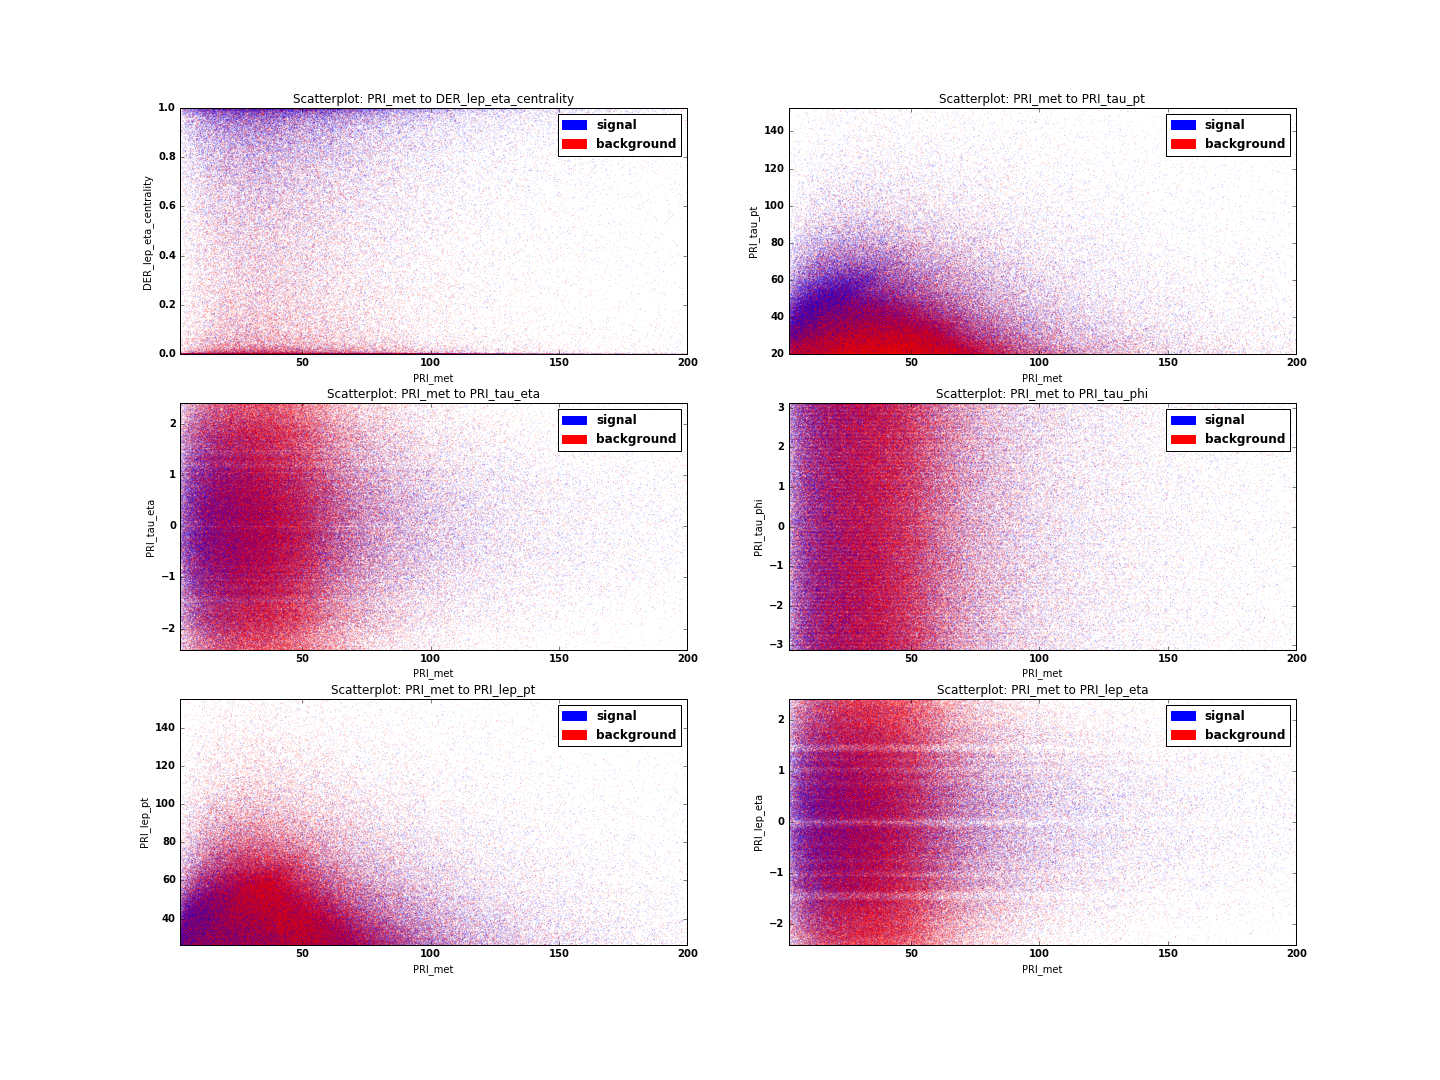 Scatterplot: PRI_met to DER_lep_eta_centrality
1.0
0.8
0.6
0.4
0.2
0.0
DER_lep_eta_centrality
signal
background
50
100
150
200
PRI_met
Scatterplot: PRI_met to PRI_tau_pt
140
120
100
80
60
40
20
PRI_tau_pt
signal
background
50
100
150
200
PRI_met
Scatterplot: PRI_met to PRI_tau_eta
2
1
0
−1
−2
PRI_tau_eta
signal
background
50
100
150
200
PRI_met
Scatterplot: PRI_met to PRI_tau_phi
3
2
1
0
−1
−2
−3
PRI_tau_phi
signal
background
50
100
150
200
PRI_met
Scatterplot: PRI_met to PRI_lep_pt
140
120
100
80
60
40
PRI_lep_pt
signal
background
50
100
150
200
PRI_met
Scatterplot: PRI_met to PRI_lep_eta
2
1
0
−1
−2
PRI_lep_eta
signal
background
50
100
150
200
PRI_met